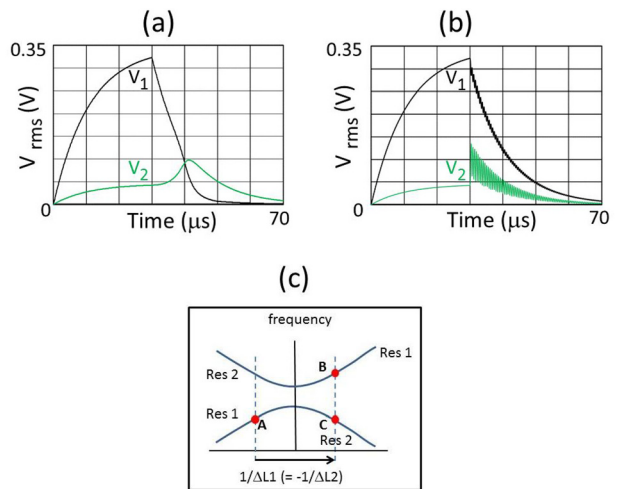 (a)
0.35
V rms (V)
V1
V2
0
Time (μs)
70
(b)
0.35
V rms (V)
V1
V2
0
Time (μs)
70
(c)
frequency
B
Res 1
Res 2
Res 1
A
C
Res 2
1/ΔL1 (= -1/ΔL2)